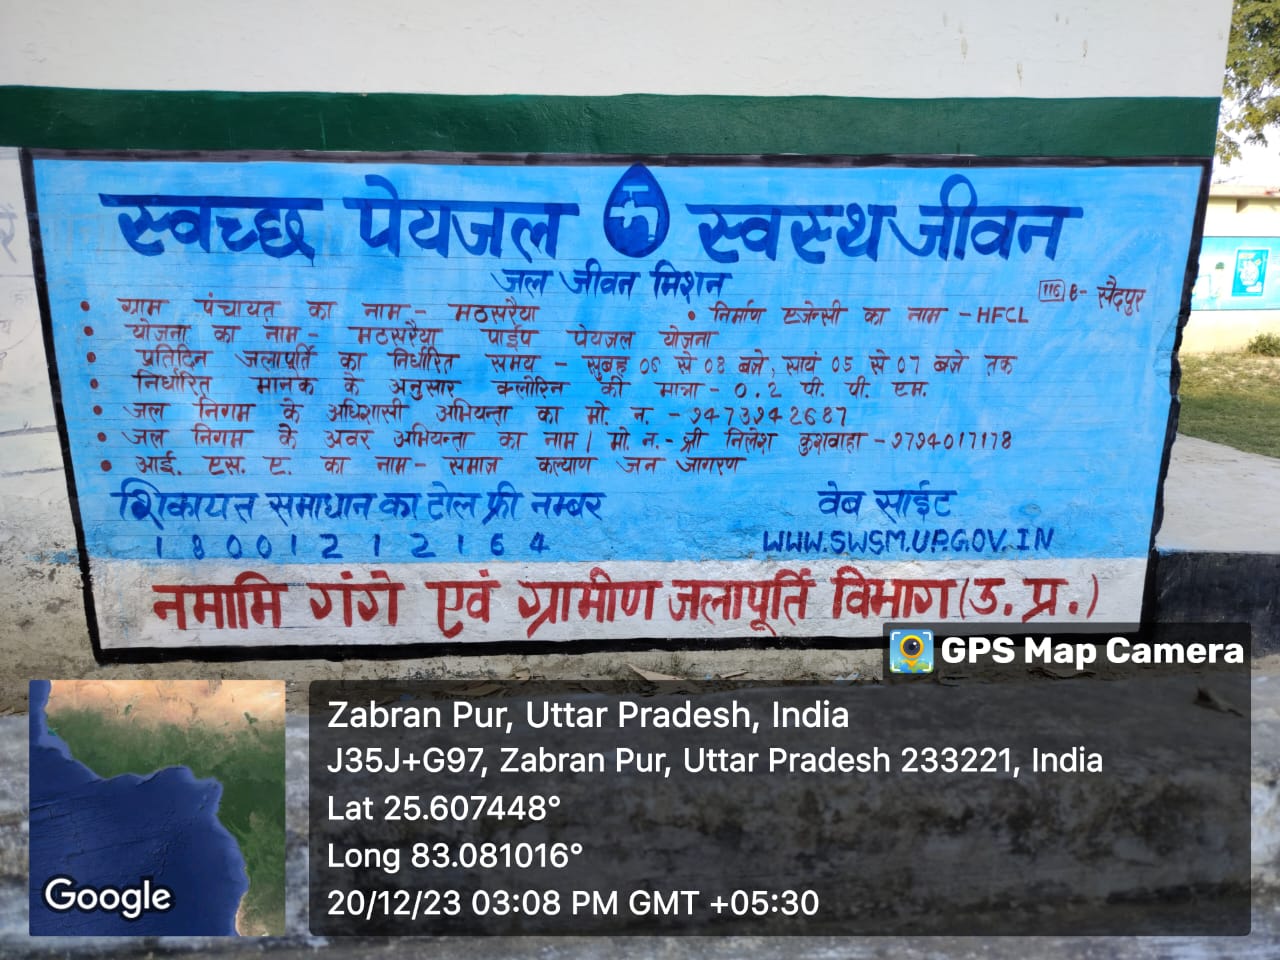 स्वच्छ पेयजल स्वस्थ जीवन
जल जीवन मिशन
116 B- सैदपुर
• ग्राम पंचायत का नाम - मठसरैया • निर्माण एजेन्सी का नाम - HFCL
• योजना का नाम - मठसरैया पाईप पेयजल योजना
• प्रतिदिन जलापूर्ति का निर्धारित समय - सुबह 06 से 08 बजे, सायं 05 से 07 बजे तक
• निर्धारित मानक के अनुसार क्लोरिन की मात्रा - 0.2 पी. पी. एम.
• जल निगम के अधिशासी अभियन्ता का मो. न. - 9473942687
• जल निगम के अवर अभियन्ता का नाम / मो. न. - श्री निलेश कुशवाहा - 9794017178
• आई. एस. ए. का नाम - समाज कल्याण जन जागरण
शिकायत समाधान का टोल फ्री नम्बर वेब साईट
18001212164 WWW.SWSM.UP.GOV.IN
नमामि गंगे एवं ग्रामीण जलापूर्ति विभाग (उ. प्र.)
GPS Map Camera
Zabran Pur, Uttar Pradesh, India
J35J+G97, Zabran Pur, Uttar Pradesh 233221, India
Lat 25.607448°
Long 83.081016°
20/12/23 03:08 PM GMT +05:30
Google